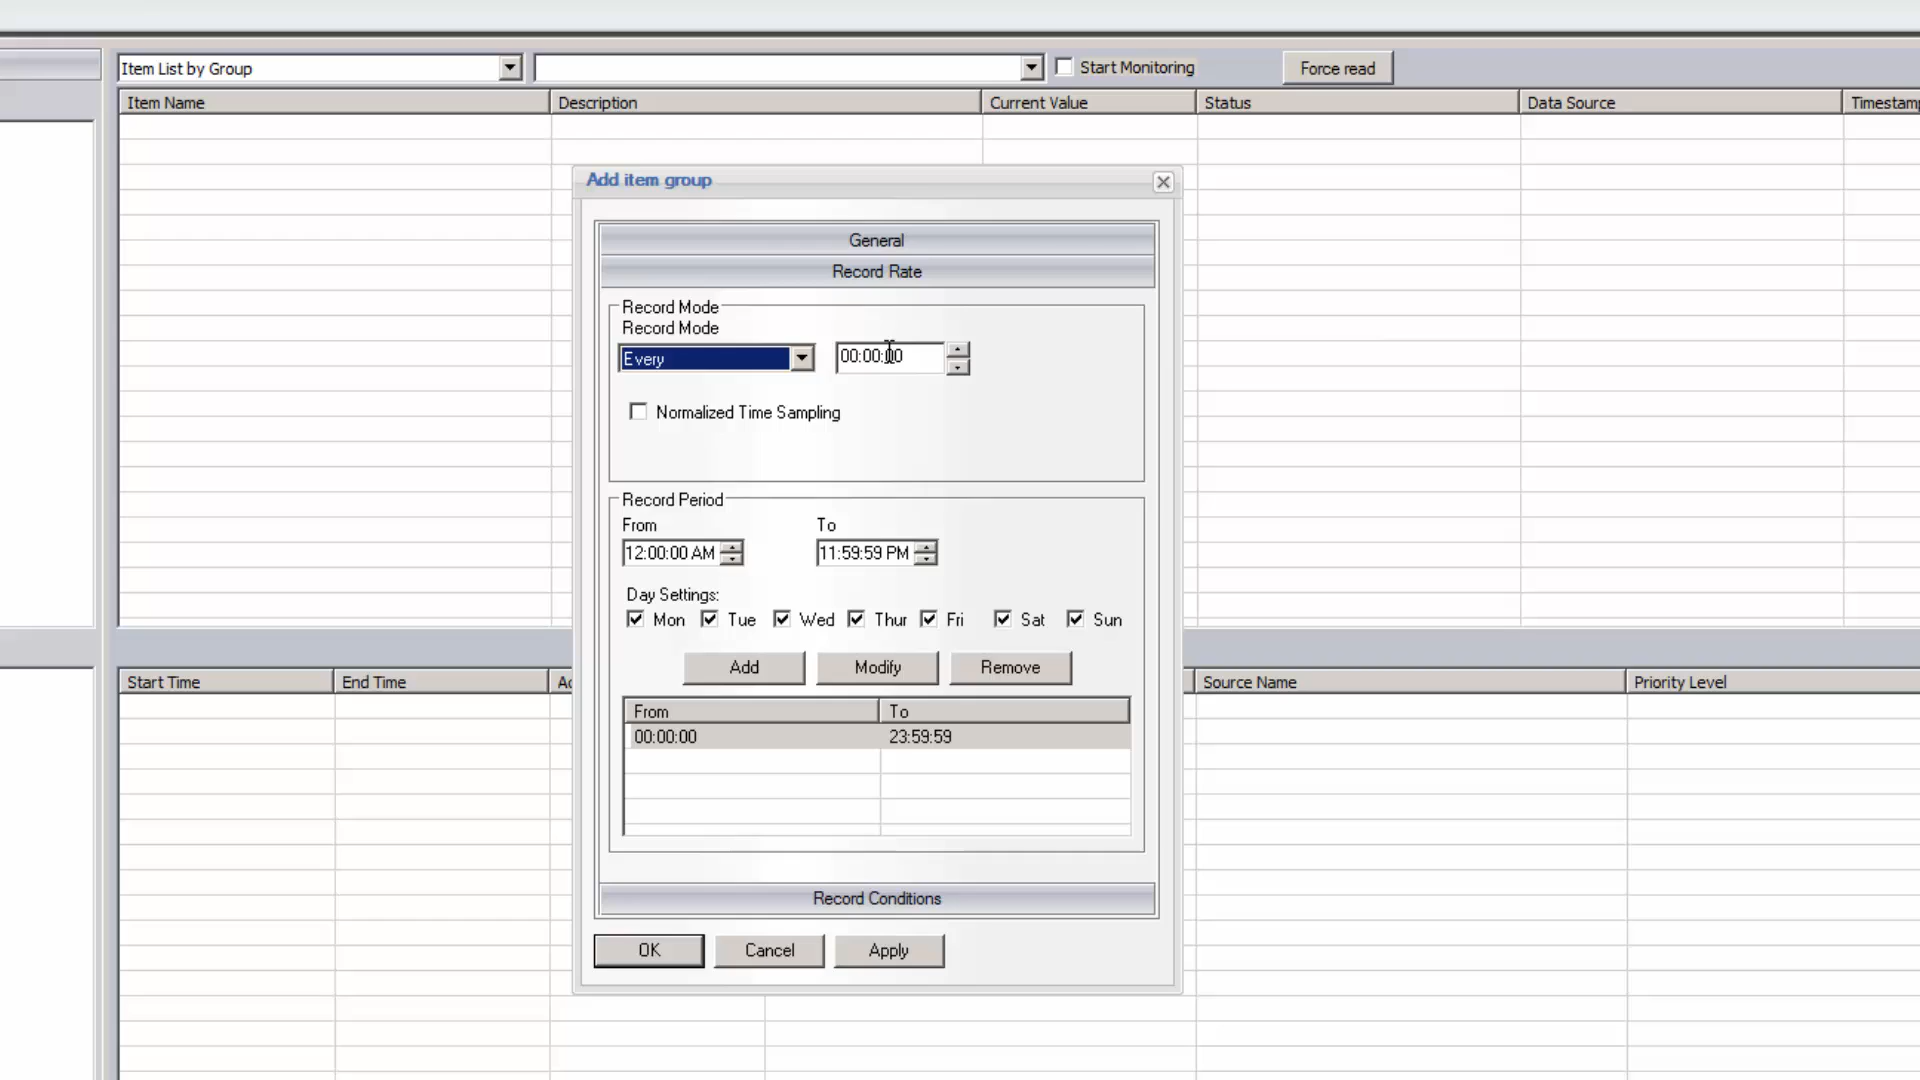 Item List by Group
Start Monitoring
Force read
Item Name Description Current Value Status Data Source Timestamp
Add item group
General
Record Rate
Record Mode
Record Mode
Every 00:00:00
Normalized Time Sampling
Record Period
From To
12:00:00 AM 11:59:59 PM
Day Settings:
Mon Tue Wed Thur Fri Sat Sun
Add Modify Remove
Start Time End Time Ac Source Name Priority Level
From To
00:00:00 23:59:59
Record Conditions
OK Cancel Apply